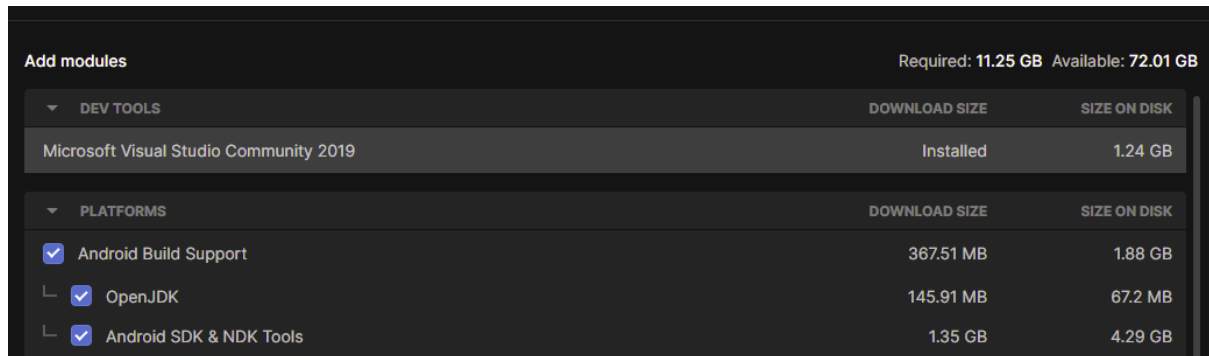 Add modules Required: 11.25 GB Available: 72.01 GB
DEV TOOLS DOWNLOAD SIZE SIZE ON DISK
Microsoft Visual Studio Community 2019 Installed 1.24 GB
PLATFORMS DOWNLOAD SIZE SIZE ON DISK
Android Build Support 367.51 MB 1.88 GB
OpenJDK 145.91 MB 67.2 MB
Android SDK & NDK Tools 1.35 GB 4.29 GB